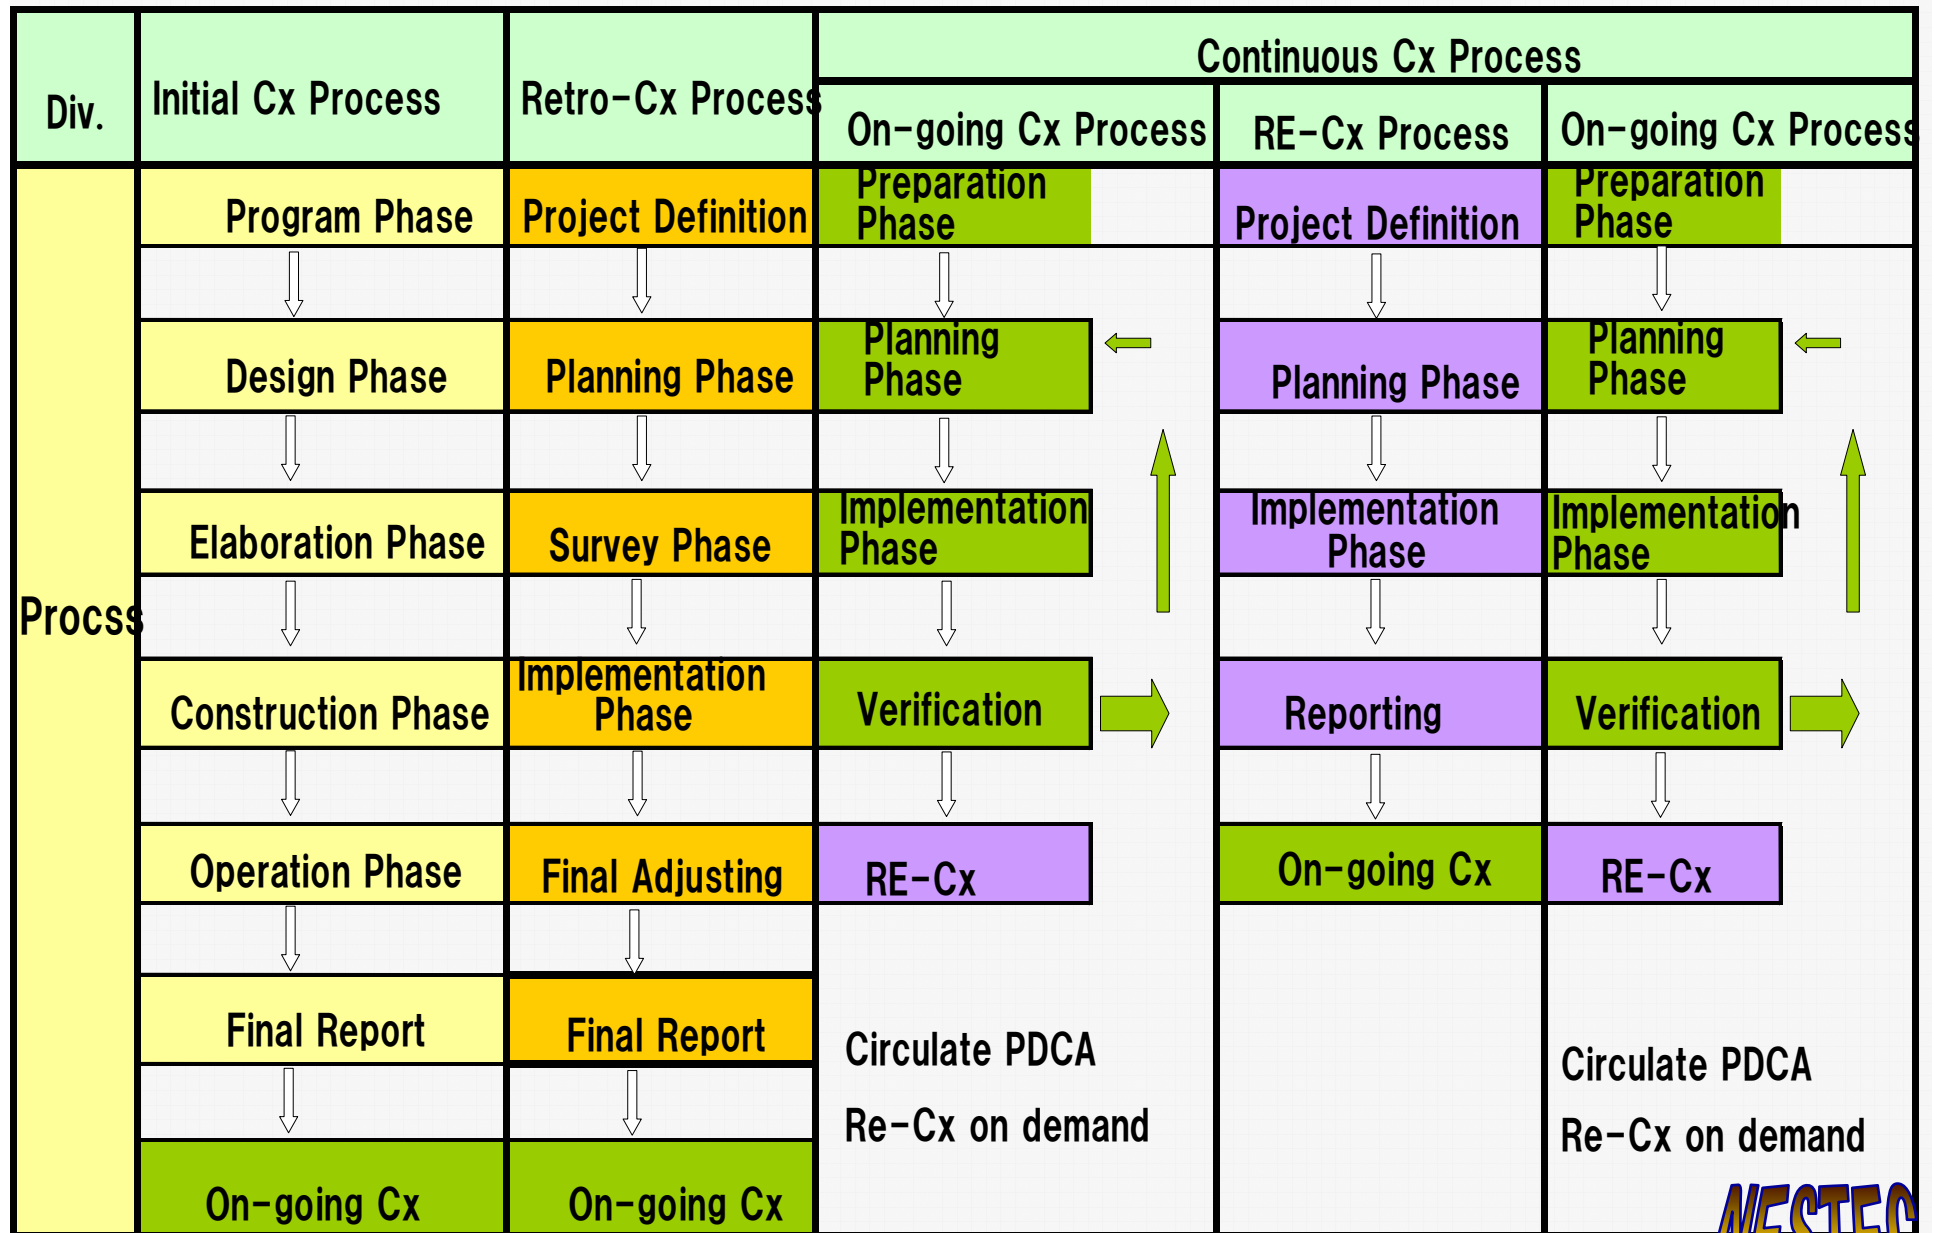 Div.
Initial Cx Process
Retro-Cx Process
Continuous Cx Process
On-going Cx Process
RE-Cx Process
On-going Cx Process
Procss
Program Phase
Project Definition
Preparation
Phase
Project Definition
Preparation
Phase
Design Phase
Planning Phase
Planning
Phase
Planning Phase
Planning
Phase
Elaboration Phase
Survey Phase
Implementation
Phase
Implementation
Phase
Implementation
Phase
Construction Phase
Implementation
Phase
Verification
Reporting
Verification
Operation Phase
Final Adjusting
RE-Cx
On-going Cx
RE-Cx
Final Report
Final Report
Circulate PDCA
Re-Cx on demand
Circulate PDCA
Re-Cx on demand
On-going Cx
On-going Cx